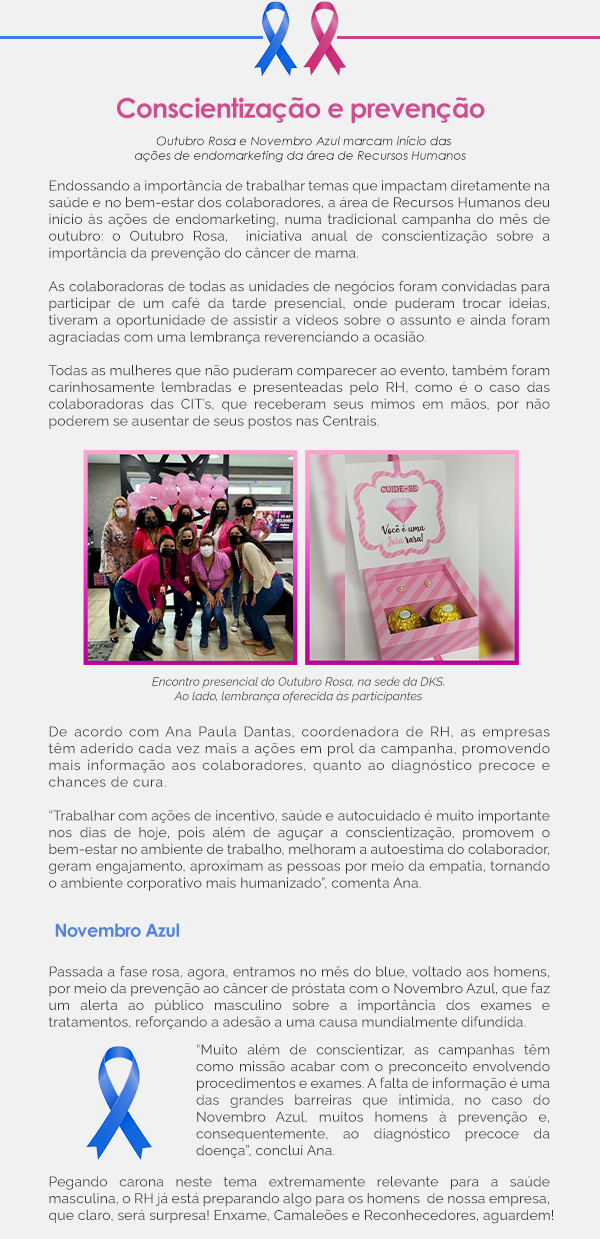 Conscientização e prevenção
Outubro Rosa e Novembro Azul marcam início das
ações de endomarketing da área de Recursos Humanos
Endossando a importância de trabalhar temas que impactam diretamente na
saúde e no bem-estar dos colaboradores, a área de Recursos Humanos deu
início às ações de endomarketing, numa tradicional campanha do mês de
outubro: o Outubro Rosa, iniciativa anual de conscientização sobre a
importância da prevenção do câncer de mama.
As colaboradoras de todas as unidades de negócios foram convidadas para
participar de um café da tarde presencial, onde puderam trocar ideias,
tiveram a oportunidade de assistir a vídeos sobre o assunto e ainda foram
agraciadas com uma lembrança reverenciando a ocasião.
Todas as mulheres que não puderam comparecer ao evento, também foram
carinhosamente lembradas e presenteadas pelo RH, como é o caso das
colaboradoras das CIT's, que receberam seus mimos em mãos, por não
poderem se ausentar de seus postos nas Centrais.
CUIDE-SE
Você é uma
Joia rara!
Encontro presencial do Outubro Rosa, na sede da DKS.
Ao lado, lembrança oferecida às participantes
De acordo com Ana Paula Dantas, coordenadora de RH, as empresas
têm aderido cada vez mais a ações em prol da campanha, promovendo
mais informação aos colaboradores, quanto ao diagnóstico precoce e
chances de cura.
“Trabalhar com ações de incentivo, saúde e autocuidado é muito importante
nos dias de hoje, pois além de aguçar a conscientização, promovem o
bem-estar no ambiente de trabalho, melhoram a autoestima do colaborador,
geram engajamento, aproximam as pessoas por meio da empatia, tornando
o ambiente corporativo mais humanizado”, comenta Ana.
Novembro Azul
Passada a fase rosa, agora, entramos no mês do blue, voltado aos homens,
por meio da prevenção ao câncer de próstata com o Novembro Azul, que faz
um alerta ao público masculino sobre a importância dos exames e
tratamentos, reforçando a adesão a uma causa mundialmente difundida.
“Muito além de conscientizar, as campanhas têm
como missão acabar com o preconceito envolvendo
procedimentos e exames. A falta de informação é uma
das grandes barreiras que intimida, no caso do
Novembro Azul, muitos homens à prevenção e,
consequentemente, ao diagnóstico precoce da
doença”, conclui Ana.
Pegando carona neste tema extremamente relevante para a saúde
masculina, o RH já está preparando algo para os homens de nossa empresa,
que claro, será surpresa! Enxame, Camaleões e Reconhecedores, aguardem!